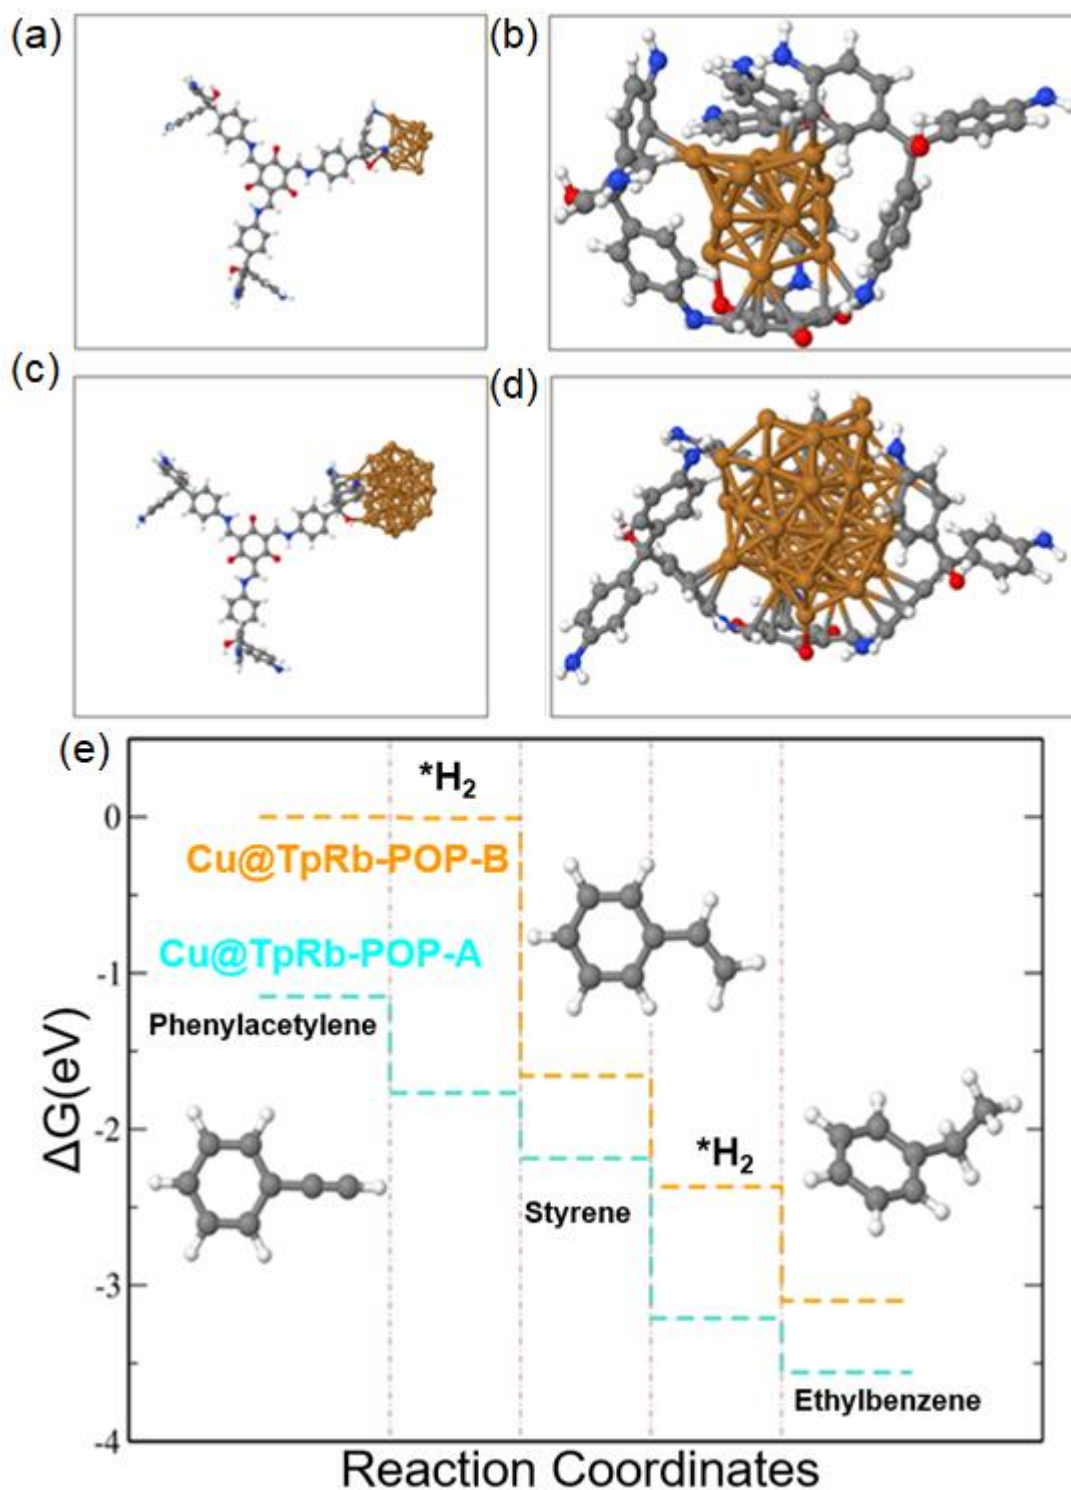 (a)
(b)
(c)
(d)
(e)
*H₂
0
Cu@TpRb-POP-B
Cu@TpRb-POP-A
-1
Phenylacetylene
ΔG(eV)
-2
*H₂
Styrene
-3
Ethylbenzene
-4
Reaction Coordinates